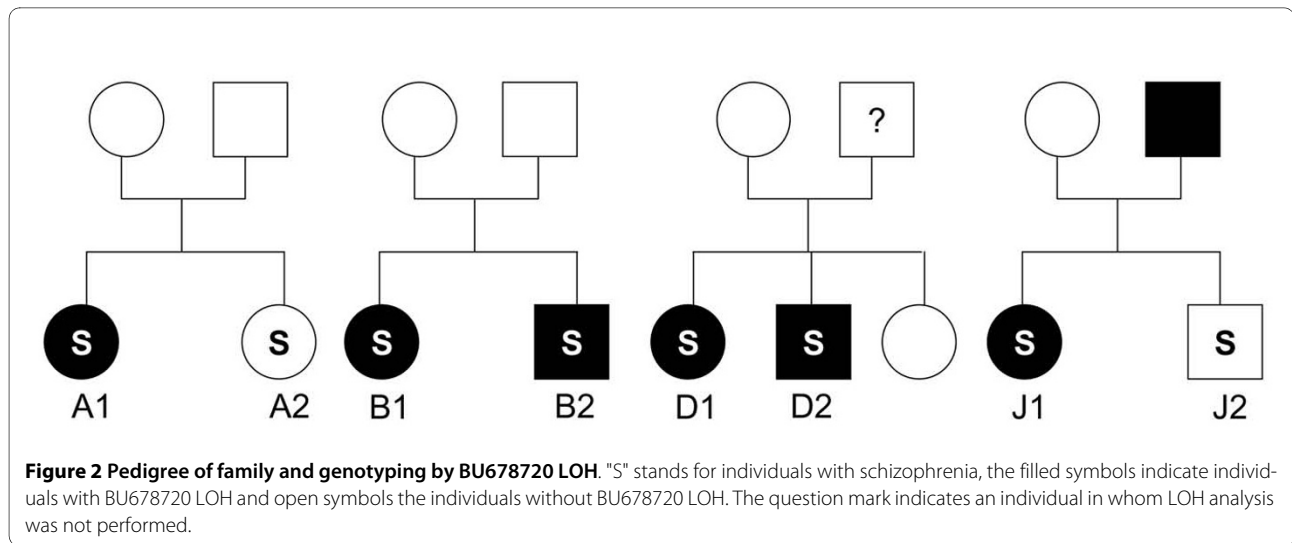 ?
S S S S S S S S
A1 A2 B1 B2 D1 D2 J1 J2
Figure 2 Pedigree of family and genotyping by BU678720 LOH. "S" stands for individuals with schizophrenia, the filled symbols indicate individ-
uals with BU678720 LOH and open symbols the individuals without BU678720 LOH. The question mark indicates an individual in whom LOH analysis
was not performed.